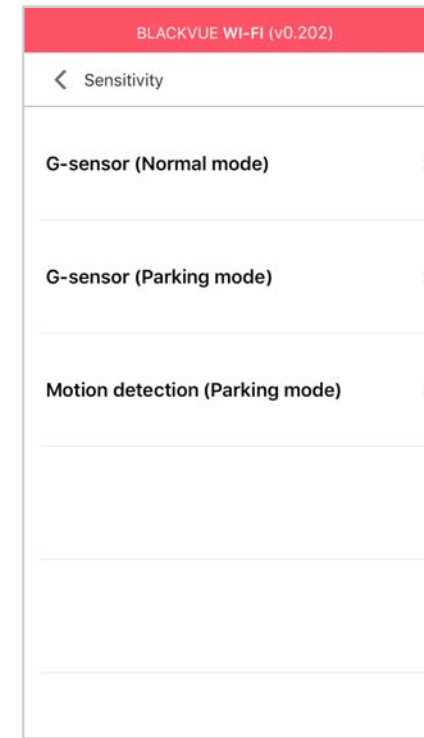 BLACKVUE WI-FI (v0.202)
Sensitivity
G-sensor (Normal mode)
G-sensor (Parking mode)
Motion detection (Parking mode)